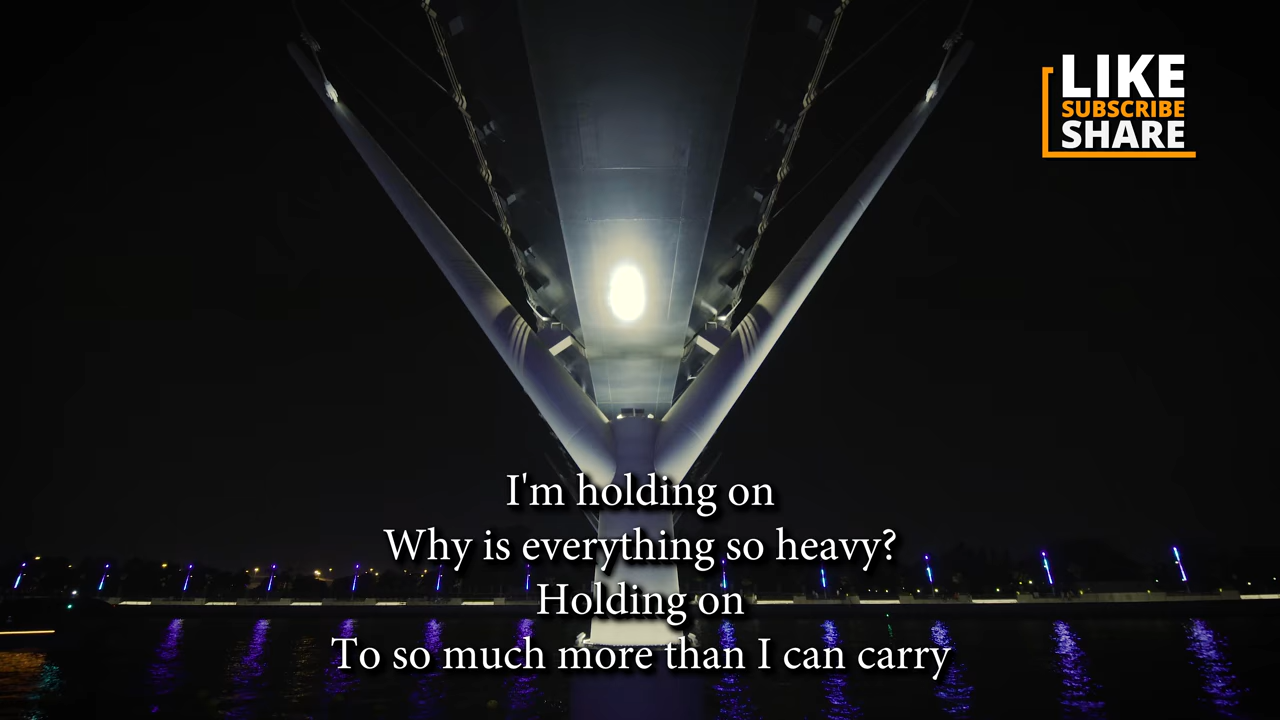 LIKE
SUBSCRIBE
SHARE
I'm holding on
Why is everything so heavy?
Holding on
To so much more than I can carry